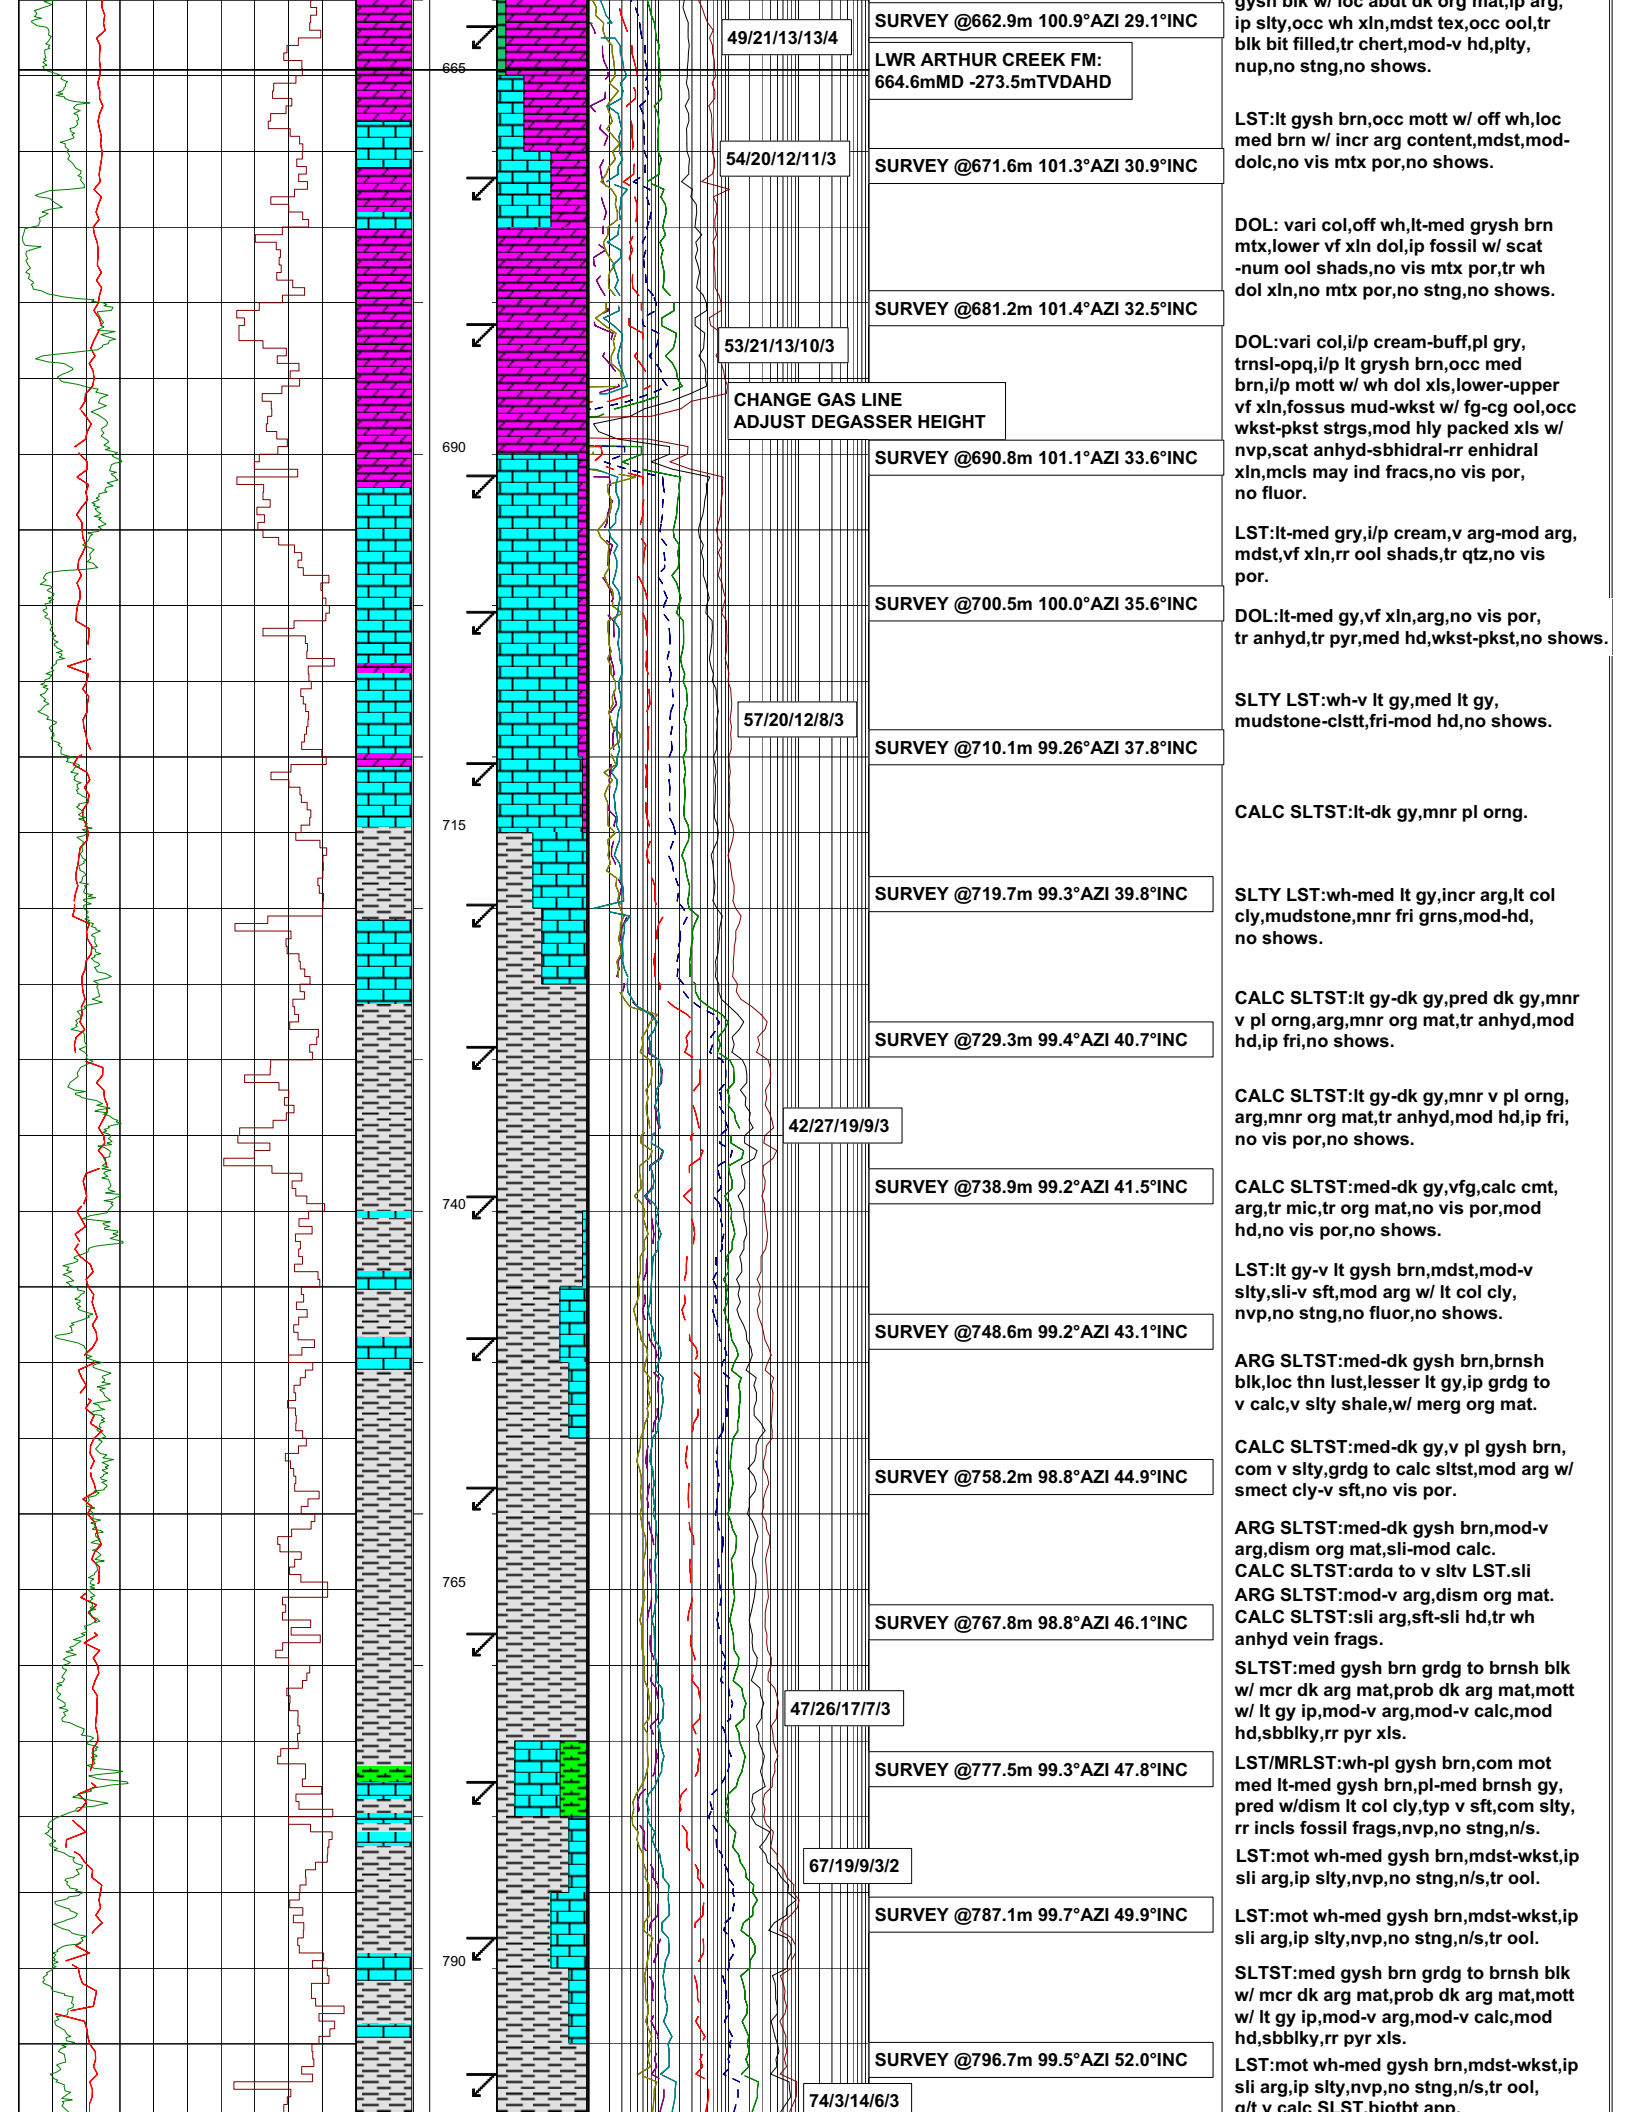 gysh blk w/ loc abdt dk org mat,ip arg,
ip slty,occ wh xln,mdst tex,occ ool,tr
blk bit filled,tr chert,mod-v hd,plty,
nup,no stng,no shows.
SURVEY @662.9m 100.9°AZI 29.1°INC
49/21/13/13/4
LWR ARTHUR CREEK FM:
664.6mMD -273.5mTVDAHD
665
LST:lt gysh brn,occ mott w/ off wh,loc
med brn w/ incr arg content,mdst,mod-
dolc,no vis mtx por,no shows.
54/20/12/11/3
SURVEY @671.6m 101.3°AZI 30.9°INC
DOL: vari col,off wh,lt-med grysh brn
mtx,lower vf xln dol,ip fossil w/ scat
-num ool shads,no vis mtx por,tr wh
dol xln,no mtx por,no stng,no shows.
SURVEY @681.2m 101.4°AZI 32.5°INC
53/21/13/10/3
DOL:vari col,i/p cream-buff,pl gry,
trnsl-opq,i/p lt grysh brn,occ med
brn,i/p mott w/ wh dol xls,lower-upper
vf xln,fossus mud-wkst w/ fg-cg ool,occ
wkst-pkst strgs,mod hly packed xls w/
nvp,scat anhyd-sbhidral-rr enhidral
xln,mcls may ind fracs,no vis por,
no fluor.
CHANGE GAS LINE
ADJUST DEGASSER HEIGHT
690
SURVEY @690.8m 101.1°AZI 33.6°INC
LST:lt-med gry,i/p cream,v arg-mod arg,
mdst,vf xln,rr ool shads,tr qtz,no vis
por.
SURVEY @700.5m 100.0°AZI 35.6°INC
DOL:lt-med gy,vf xln,arg,no vis por,
tr anhyd,tr pyr,med hd,wkst-pkst,no shows.
SLTY LST:wh-v lt gy,med lt gy,
mudstone-clstt,fri-mod hd,no shows.
57/20/12/8/3
SURVEY @710.1m 99.26°AZI 37.8°INC
CALC SLTST:lt-dk gy,mnr pl orng.
715
SURVEY @719.7m 99.3°AZI 39.8°INC
SLTY LST:wh-med lt gy,incr arg,lt col
cly,mudstone,mnr fri grns,mod-hd,
no shows.
CALC SLTST:lt gy-dk gy,pred dk gy,mnr
v pl orng,arg,mnr org mat,tr anhyd,mod
hd,ip fri,no shows.
SURVEY @729.3m 99.4°AZI 40.7°INC
CALC SLTST:lt gy-dk gy,mnr v pl orng,
arg,mnr org mat,tr anhyd,mod hd,ip fri,
no vis por,no shows.
42/27/19/9/3
SURVEY @738.9m 99.2°AZI 41.5°INC
CALC SLTST:med-dk gy,vfg,calc cmt,
arg,tr mic,tr org mat,no vis por,mod
hd,no vis por,no shows.
740
LST:lt gy-v lt gysh brn,mdst,mod-v
slty,sli-v sft,mod arg w/ lt col cly,
nvp,no stng,no fluor,no shows.
SURVEY @748.6m 99.2°AZI 43.1°INC
ARG SLTST:med-dk gysh brn,brnsh
blk,loc thn lust,lesser lt gy,ip grdg to
v calc,v slty shale,w/ merg org mat.
CALC SLTST:med-dk gy,v pl gysh brn,
com v slty,grdg to calc sltst,mod arg w/
smect cly-v sft,no vis por.
SURVEY @758.2m 98.8°AZI 44.9°INC
ARG SLTST:med-dk gysh brn,mod-v
arg,dism org mat,sli-mod calc.
CALC SLTST:grdg to v slty LST.sli
765
ARG SLTST:mod-v arg,dism org mat.
CALC SLTST:sli arg,sft-sli hd,tr wh
anhyd vein frags.
SURVEY @767.8m 98.8°AZI 46.1°INC
SLTST:med gysh brn grdg to brnsh blk
w/ mcr dk arg mat,prob dk arg mat,mott
w/ lt gy ip,mod-v arg,mod-v calc,mod
hd,sbblky,rr pyr xls.
47/26/17/7/3
SURVEY @777.5m 99.3°AZI 47.8°INC
LST/MRLST:wh-pl gysh brn,com mot
med lt-med gysh brn,pl-med brnsh gy,
pred w/dism lt col cly,typ v sft,com slty,
rr incls fossil frags,nvp,no stng,n/s.
67/19/9/3/2
LST:mot wh-med gysh brn,mdst-wkst,ip
sli arg,ip slty,nvp,no stng,n/s,tr ool.
SURVEY @787.1m 99.7°AZI 49.9°INC
LST:mot wh-med gysh brn,mdst-wkst,ip
sli arg,ip slty,nvp,no stng,n/s,tr ool.
790
SLTST:med gysh brn grdg to brnsh blk
w/ mcr dk arg mat,prob dk arg mat,mott
w/ lt gy ip,mod-v arg,mod-v calc,mod
hd,sbblky,rr pyr xls.
SURVEY @796.7m 99.5°AZI 52.0°INC
LST:mot wh-med gysh brn,mdst-wkst,ip
sli arg,ip slty,nvp,no stng,n/s,tr ool,
g/t v calc SLST,biotbt app.
74/3/14/6/3